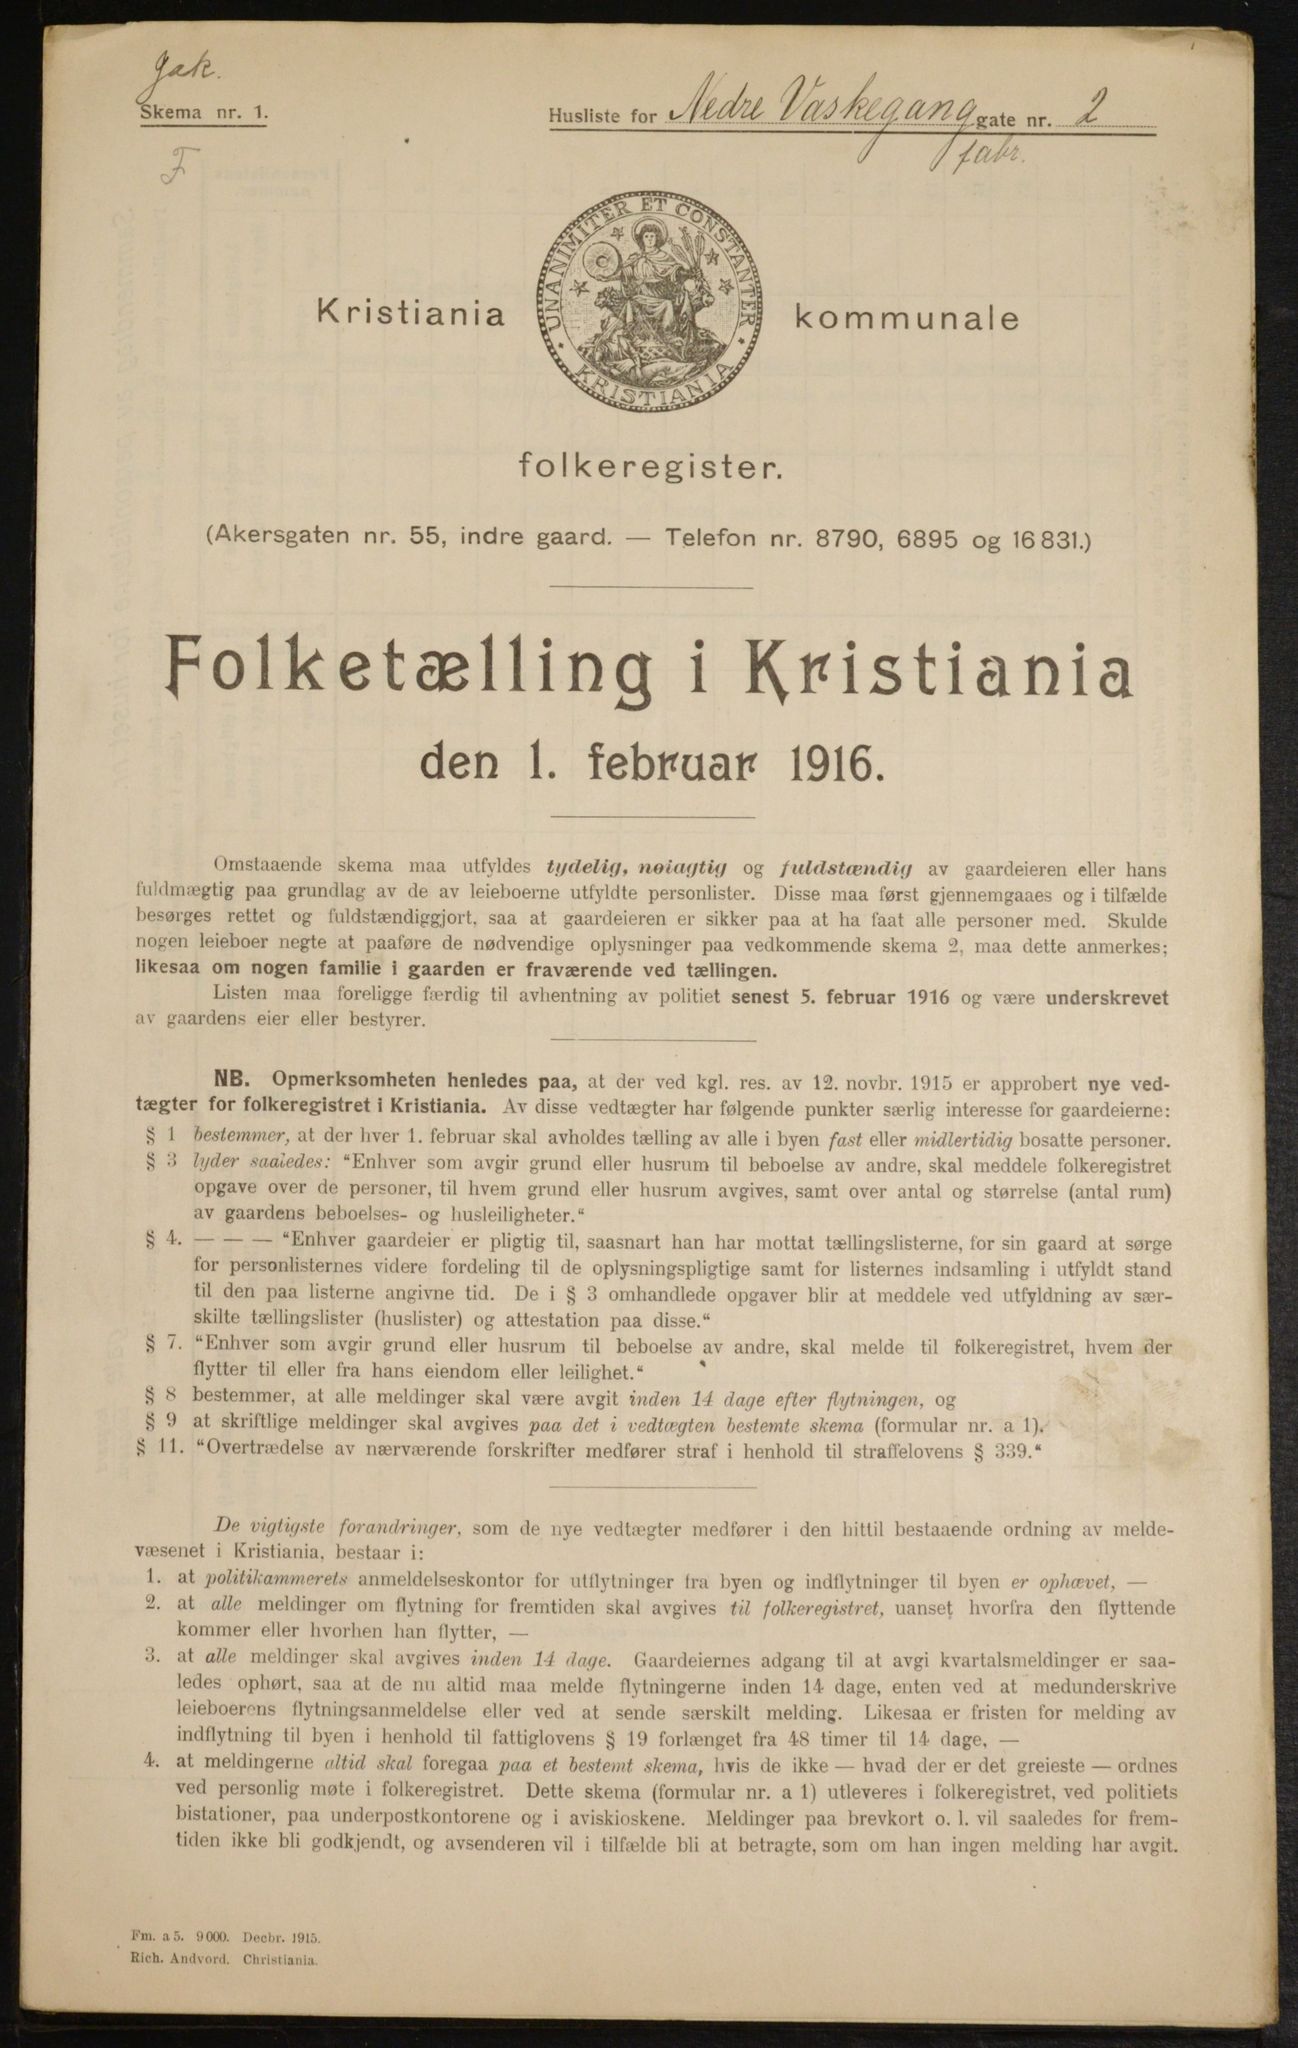 Jak.
Skema nr. 1.
F
Husliste for Nedre Vaskegang gate nr. 2
fabr.
UNANIMITER ET CONSTANTER
KRISTIANIA
Kristiania kommunale
folkeregister.
(Akersgaten nr. 55, indre gaard. — Telefon nr. 8790, 6895 og 16 831.)
Folketælling i Kristiania
den 1. februar 1916.
Omstaaende skema maa utfyldes tydelig, nøiagtig og fuldstændig av gaardeieren eller hans
fuldmægtig paa grundlag av de av leieboerne utfyldte personlister. Disse maa først gjennemgaaes og i tilfælde
besørges rettet og fuldstændiggjort, saa at gaardeieren er sikker paa at ha faat alle personer med. Skulde
nogen leieboer negte at paaføre de nødvendige oplysninger paa vedkommende skema 2, maa dette anmerkes;
likesaa om nogen familie i gaarden er fraværende ved tællingen.
Listen maa foreligge færdig til avhentning av politiet senest 5. februar 1916 og være underskrevet
av gaardens eier eller bestyrer.
NB. Opmerksomheten henledes paa, at der ved kgl. res. av 12. novbr. 1915 er approbert nye ved-
tægter for folkeregistret i Kristiania. Av disse vedtægter har følgende punkter særlig interesse for gaardeierne:
§ 1 bestemmer, at der hver 1. februar skal avholdes tælling av alle i byen fast eller midlertidig bosatte personer.
§ 3 lyder saaledes: “Enhver som avgir grund eller husrum til beboelse av andre, skal meddele folkeregistret
opgave over de personer, til hvem grund eller husrum avgives, samt over antal og størrelse (antal rum)
av gaardens beboelses- og husleiligheter.“
§ 4. — — — “Enhver gaardeier er pligtig til, saasnart han har mottat tællingslisterne, for sin gaard at sørge
for personlisternes videre fordeling til de oplysningspligtige samt for listernes indsamling i utfyldt stand
til den paa listerne angivne tid. De i § 3 omhandlede opgaver blir at meddele ved utfyldning av sær-
skilte tællingslister (huslister) og attestation paa disse.“
§ 7. “Enhver som avgir grund eller husrum til beboelse av andre, skal melde til folkeregistret, hvem der
flytter til eller fra hans eiendom eller leilighet.“
§ 8 bestemmer, at alle meldinger skal være avgit inden 14 dage efter flytningen, og
§ 9 at skriftlige meldinger skal avgives paa det i vedtægten bestemte skema (formular nr. a 1).
§ 11. “Overtrædelse av nærværende forskrifter medfører straf i henhold til straffelovens § 339.“
De vigtigste forandringer, som de nye vedtægter medfører i den hittil bestaaende ordning av melde-
væsenet i Kristiania, bestaar i:
1. at politikammerets anmeldelseskontor for utflytninger fra byen og indflytninger til byen er ophævet, —
2. at alle meldinger om flytning for fremtiden skal avgives til folkeregistret, uanset hvorfra den flyttende
kommer eller hvorhen han flytter, —
3. at alle meldinger skal avgives inden 14 dage. Gaardeiernes adgang til at avgi kvartalsmeldinger er saa-
ledes ophørt, saa at de nu altid maa melde flytningerne inden 14 dage, enten ved at medunderskrive
leieboerens flytningsanmeldelse eller ved at sende særskilt melding. Likesaa er fristen for melding av
indflytning til byen i henhold til fattiglovens § 19 forlænget fra 48 timer til 14 dage, —
4. at meldingerne altid skal foregaa paa et bestemt skema, hvis de ikke — hvad der er det greieste — ordnes
ved personlig møte i folkeregistret. Dette skema (formular nr. a 1) utleveres i folkeregistret, ved politiets
bistationer, paa underpostkontorene og i aviskioskene. Meldinger paa brevkort o. l. vil saaledes for frem-
tiden ikke bli godkjendt, og avsenderen vil i tilfælde bli at betragte, som om han ingen melding har avgit.
Fm. a 5. 9 000. Decbr. 1915.
Rich. Andvord. Christiania.